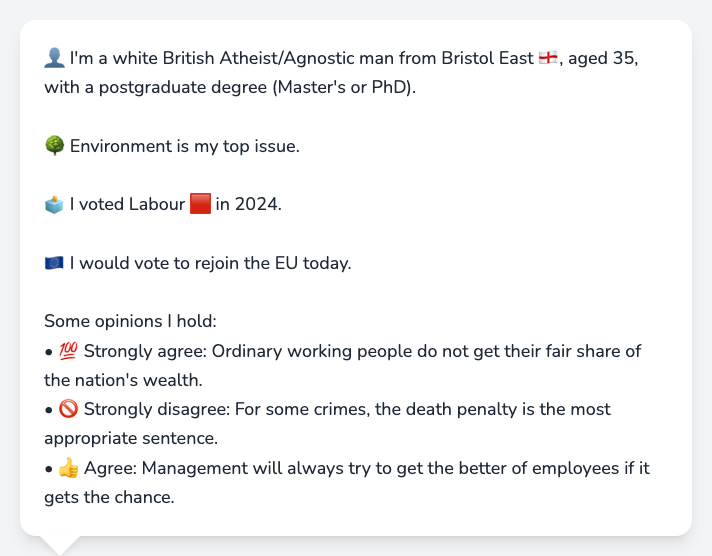 👤 I'm a white British Atheist/Agnostic man from Bristol East 🏴󠁧󠁢󠁥󠁮󠁧󠁿, aged 35,
with a postgraduate degree (Master's or PhD).
🌳 Environment is my top issue.
🗳️ I voted Labour 🟥 in 2024.
🇪🇺 I would vote to rejoin the EU today.
Some opinions I hold:
• 💯 Strongly agree: Ordinary working people do not get their fair share of
the nation's wealth.
• 🚫 Strongly disagree: For some crimes, the death penalty is the most
appropriate sentence.
• 👍 Agree: Management will always try to get the better of employees if it
gets the chance.